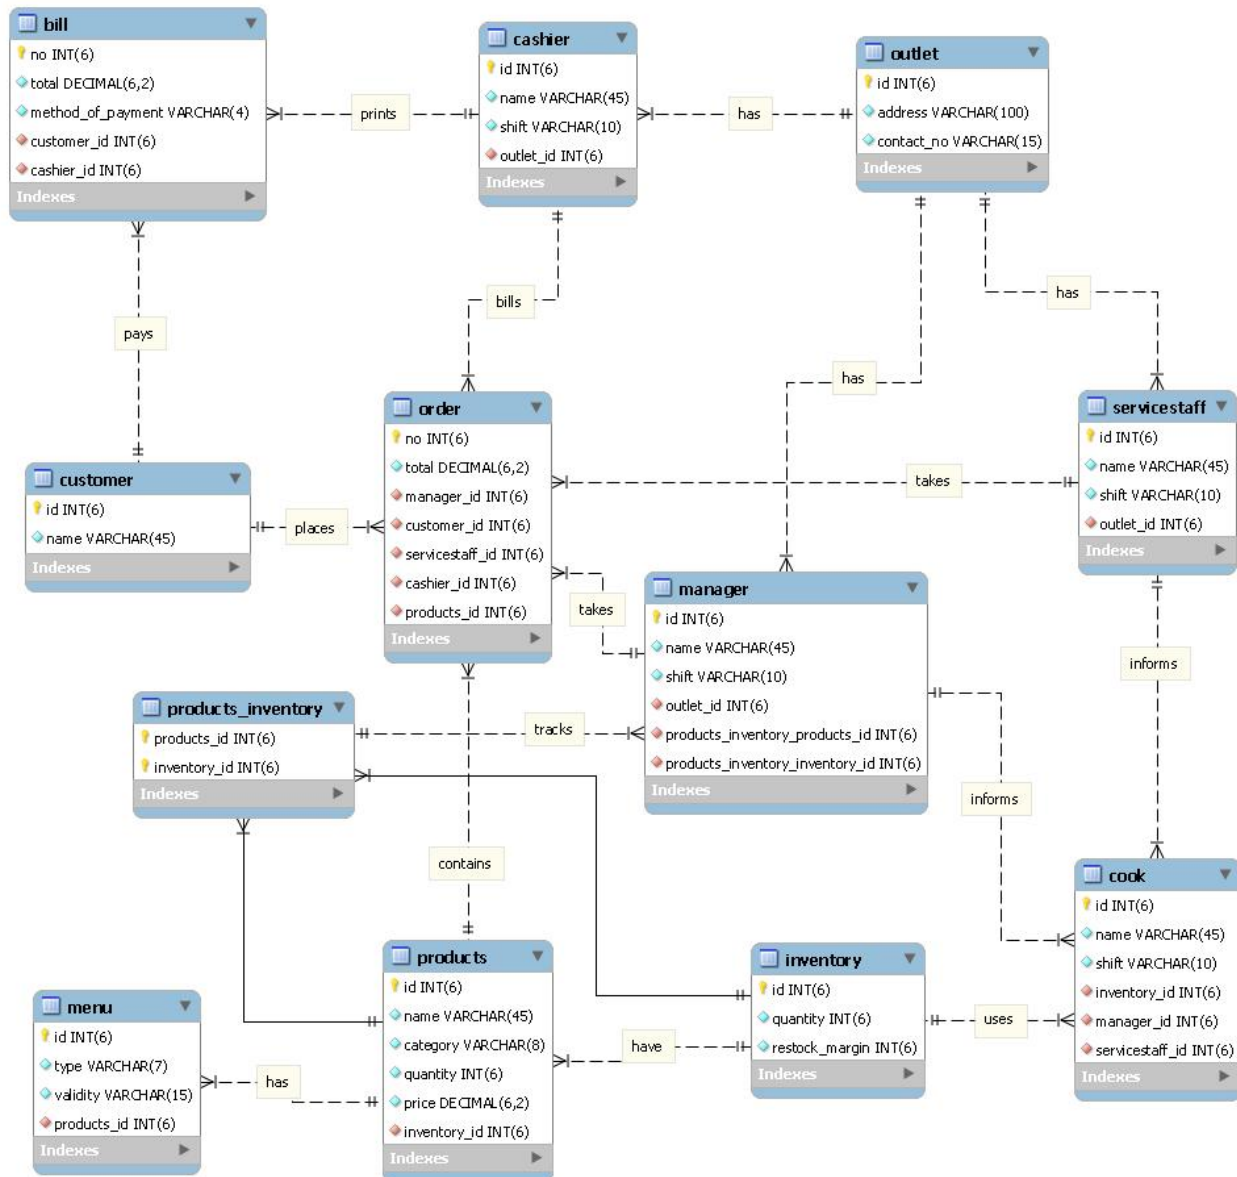 bill
no INT(6)
total DECIMAL(6,2)
method_of_payment VARCHAR(4)
customer_id INT(6)
cashier_id INT(6)
Indexes
prints
cashier
id INT(6)
name VARCHAR(45)
shift VARCHAR(10)
outlet_id INT(6)
Indexes
has
outlet
id INT(6)
address VARCHAR(100)
contact_no VARCHAR(15)
Indexes
pays
bills
has
has
customer
id INT(6)
name VARCHAR(45)
Indexes
places
order
no INT(6)
total DECIMAL(6,2)
manager_id INT(6)
customer_id INT(6)
servicestaff_id INT(6)
cashier_id INT(6)
products_id INT(6)
Indexes
takes
servicestaff
id INT(6)
name VARCHAR(45)
shift VARCHAR(10)
outlet_id INT(6)
Indexes
takes
manager
id INT(6)
name VARCHAR(45)
shift VARCHAR(10)
outlet_id INT(6)
products_inventory_products_id INT(6)
products_inventory_inventory_id INT(6)
Indexes
informs
products_inventory
products_id INT(6)
inventory_id INT(6)
Indexes
tracks
informs
contains
cook
id INT(6)
name VARCHAR(45)
shift VARCHAR(10)
inventory_id INT(6)
manager_id INT(6)
servicestaff_id INT(6)
Indexes
menu
id INT(6)
type VARCHAR(7)
validity VARCHAR(15)
products_id INT(6)
Indexes
has
products
id INT(6)
name VARCHAR(45)
category VARCHAR(8)
quantity INT(6)
price DECIMAL(6,2)
inventory_id INT(6)
Indexes
have
inventory
id INT(6)
quantity INT(6)
restock_margin INT(6)
Indexes
uses